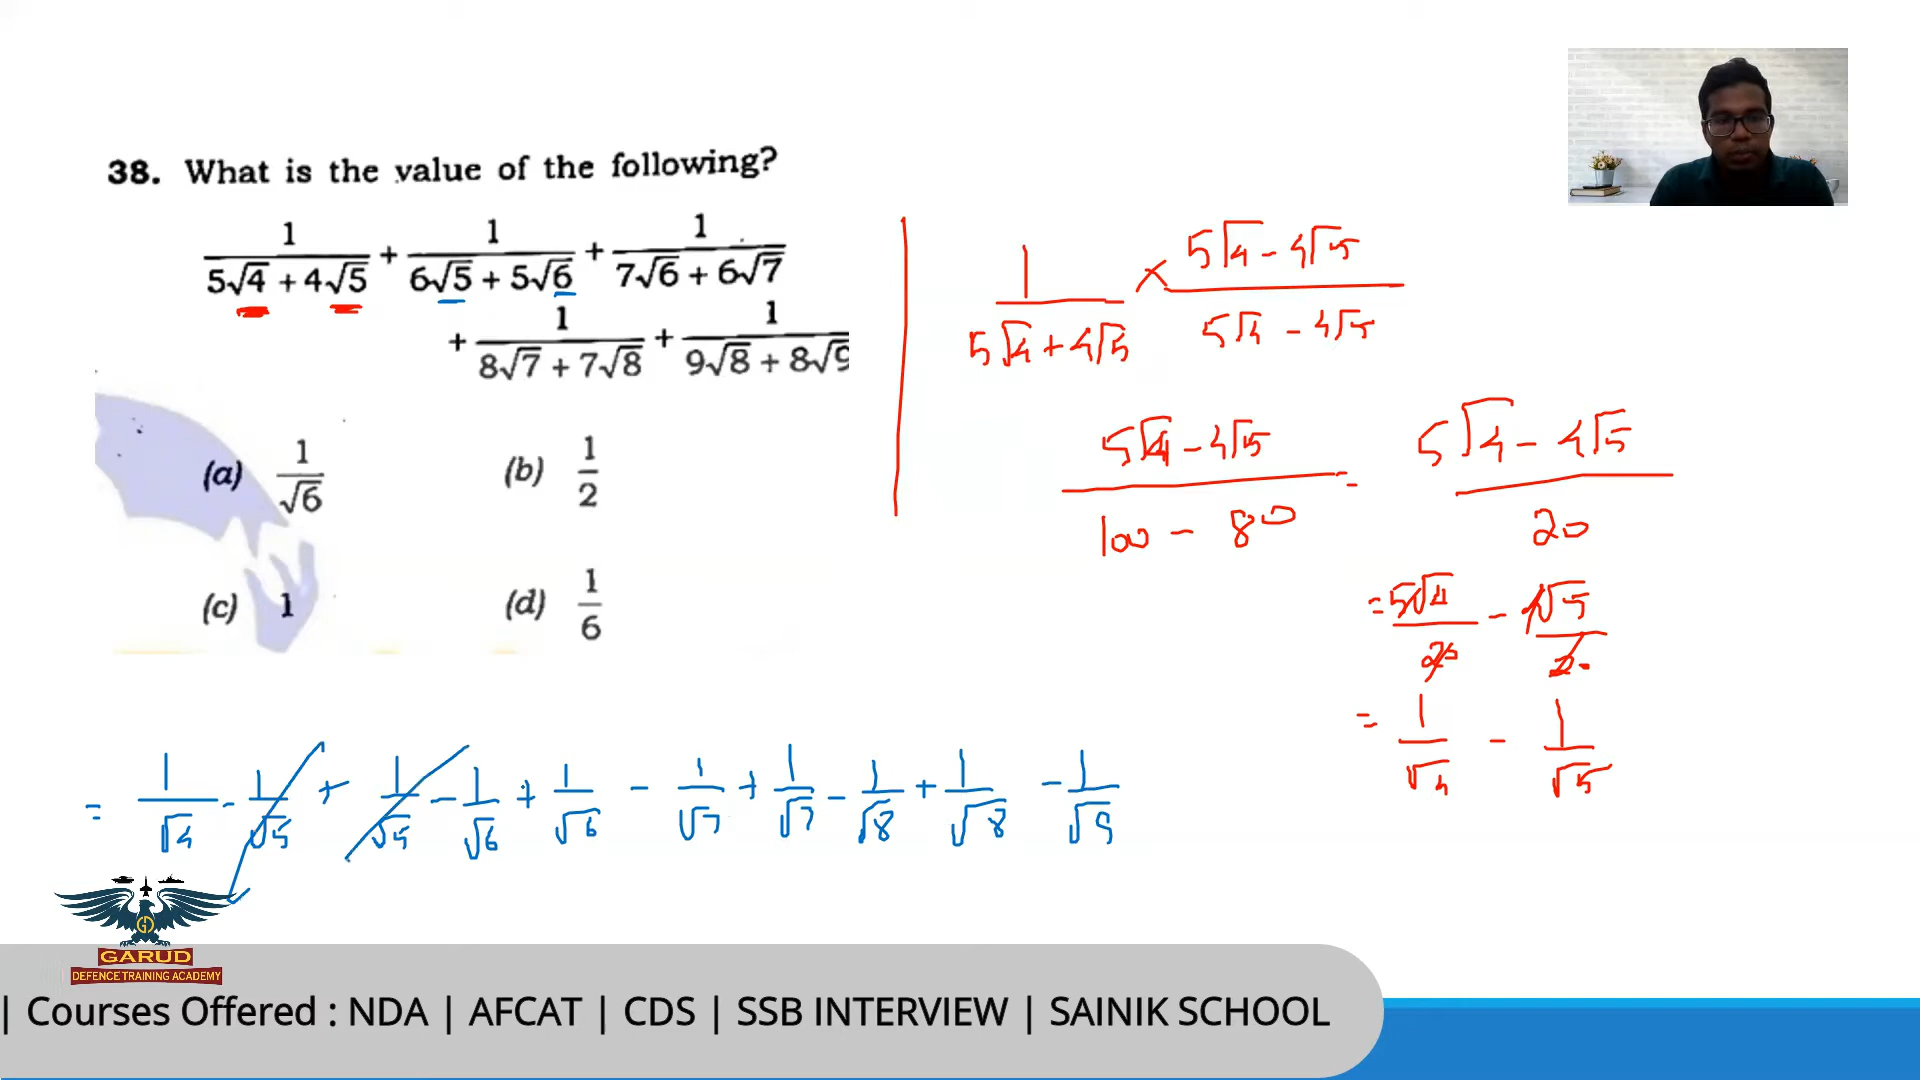 38. What is the value of the following?
1/(5√4 + 4√5) + 1/(6√5 + 5√6) + 1/(7√6 + 6√7)
+ 1/(8√7 + 7√8) + 1/(9√8 + 8√9
(a) 1/√6 (b) 1/2
(c) 1 (d) 1/6
1/(5√4 + 4√5) × (5√4 - 4√5)/(5√4 - 4√5)
(5√4 - 4√5)/(100 - 80) = (5√4 - 4√5)/20
= 5√4/20 - 4√5/20
= 1/√4 - 1/√5
= 1/√4 - 1/√5 + 1/√5 - 1/√6 + 1/√6 - 1/√7 + 1/√7 - 1/√8 + 1/√8 - 1/√9
GARUD
DEFENCE TRAINING ACADEMY
| Courses Offered : NDA | AFCAT | CDS | SSB INTERVIEW | SAINIK SCHOOL